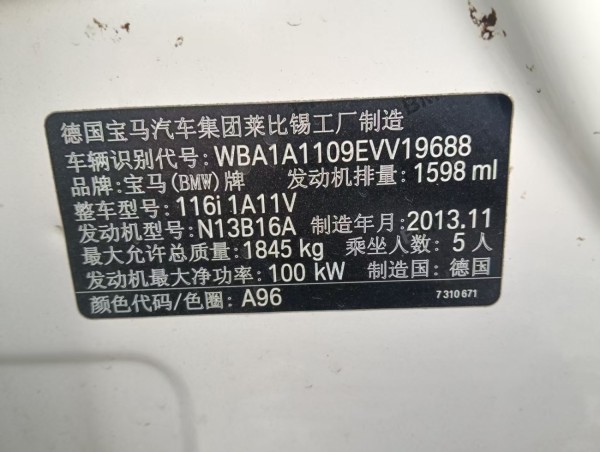 德国宝马汽车集团莱比锡工厂制造
车辆识别代号: WBA1A1109EVV19688
品牌: 宝马(BMW)牌 发动机排量: 1598 ml
整车型号: 116i 1A11V
发动机型号: N13B16A 制造年月: 2013.11
最大允许总质量: 1845 kg 乘坐人数: 5 人
发动机最大净功率: 100 kW 制造国: 德国
颜色代码/色圈: A96 7 310 671